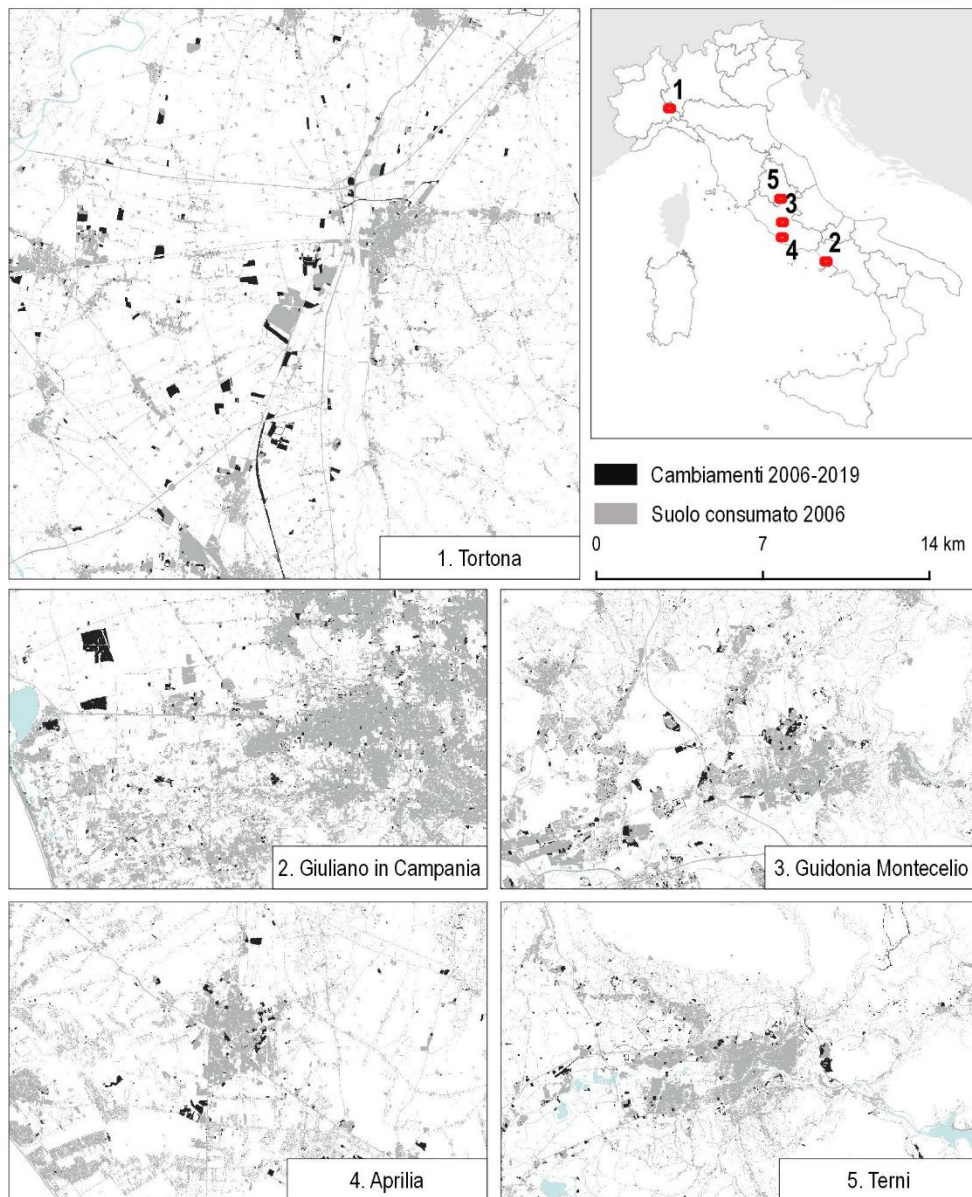 1
5
3
4
2
Cambiamenti 2006-2019
Suolo consumato 2006
0 7 14 km
1. Tortona
2. Giuliano in Campania
3. Guidonia Montecelio
4. Aprilia
5. Terni